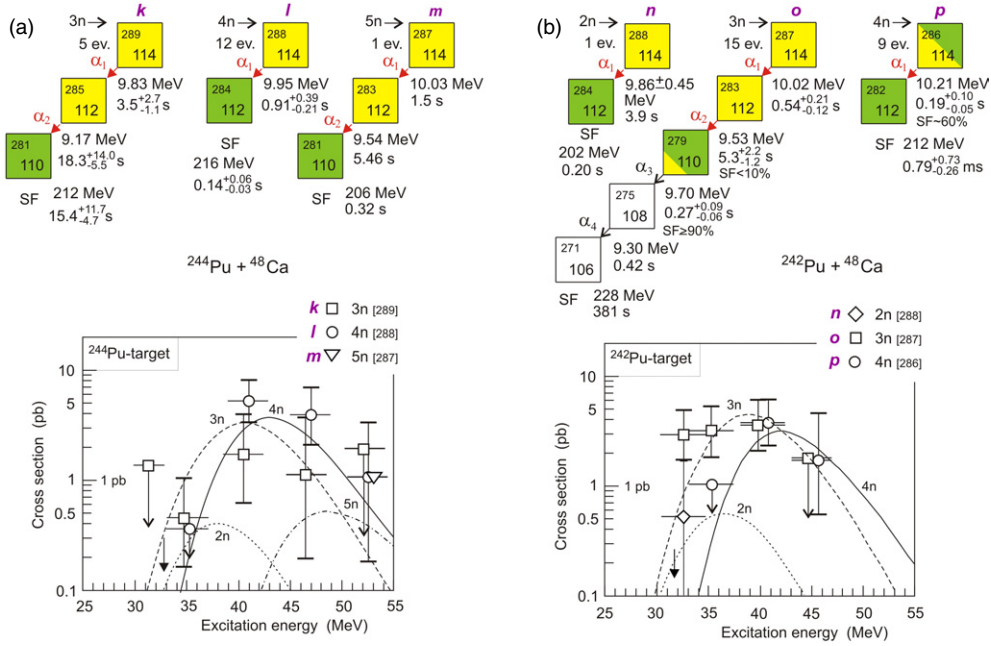 (a)
k
l
m
3n→
5 ev.
289
114
α1
9.83 MeV
3.5 +2.7 -1.1 s
285
112
α2
9.17 MeV
18.3 +14.0 -5.5 s
281
110
SF
212 MeV
15.4 +11.7 -4.7 s
4n→
12 ev.
288
114
α1
9.95 MeV
0.91 +0.39 -0.21 s
284
112
SF
216 MeV
0.14 +0.06 -0.03 s
5n→
1 ev.
287
114
α1
10.03 MeV
1.5 s
283
112
α2
9.54 MeV
5.46 s
281
110
SF
206 MeV
0.32 s
244Pu + 48Ca
k □ 3n [289]
l ○ 4n [288]
m ▽ 5n [287]
244Pu-target
Cross section (pb)
10
5
1
0.5
0.1
1 pb
3n
4n
2n
5n
25 30 35 40 45 50 55
Excitation energy (MeV)
(b)
n
o
p
2n→
1 ev.
288
114
α1
9.86±0.45
MeV
3.9 s
284
112
SF
202 MeV
0.20 s
3n→
15 ev.
287
114
α1
10.02 MeV
0.54 +0.21 -0.12 s
283
112
α2
9.53 MeV
5.3 +2.2 -1.2 s
SF<10%
279
110
α3
9.70 MeV
0.27 +0.09 -0.06 s
SF≥90%
275
108
α4
9.30 MeV
0.42 s
271
106
SF
228 MeV
381 s
4n→
9 ev.
286
114
α1
10.21 MeV
0.19 +0.10 -0.05 s
SF~60%
282
112
SF
212 MeV
0.79 +0.73 -0.26 ms
242Pu + 48Ca
n ◇ 2n [288]
o □ 3n [287]
p ○ 4n [286]
242Pu-target
Cross section (pb)
10
5
1
0.5
0.1
1 pb
3n
4n
2n
25 30 35 40 45 50 55
Excitation energy (MeV)